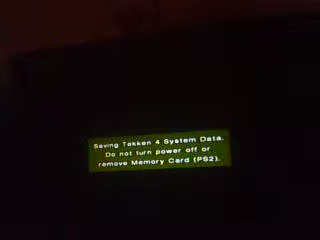 Saving Tekken 4 System Data.
Do not turn power off or
remove Memory Card (PS2).